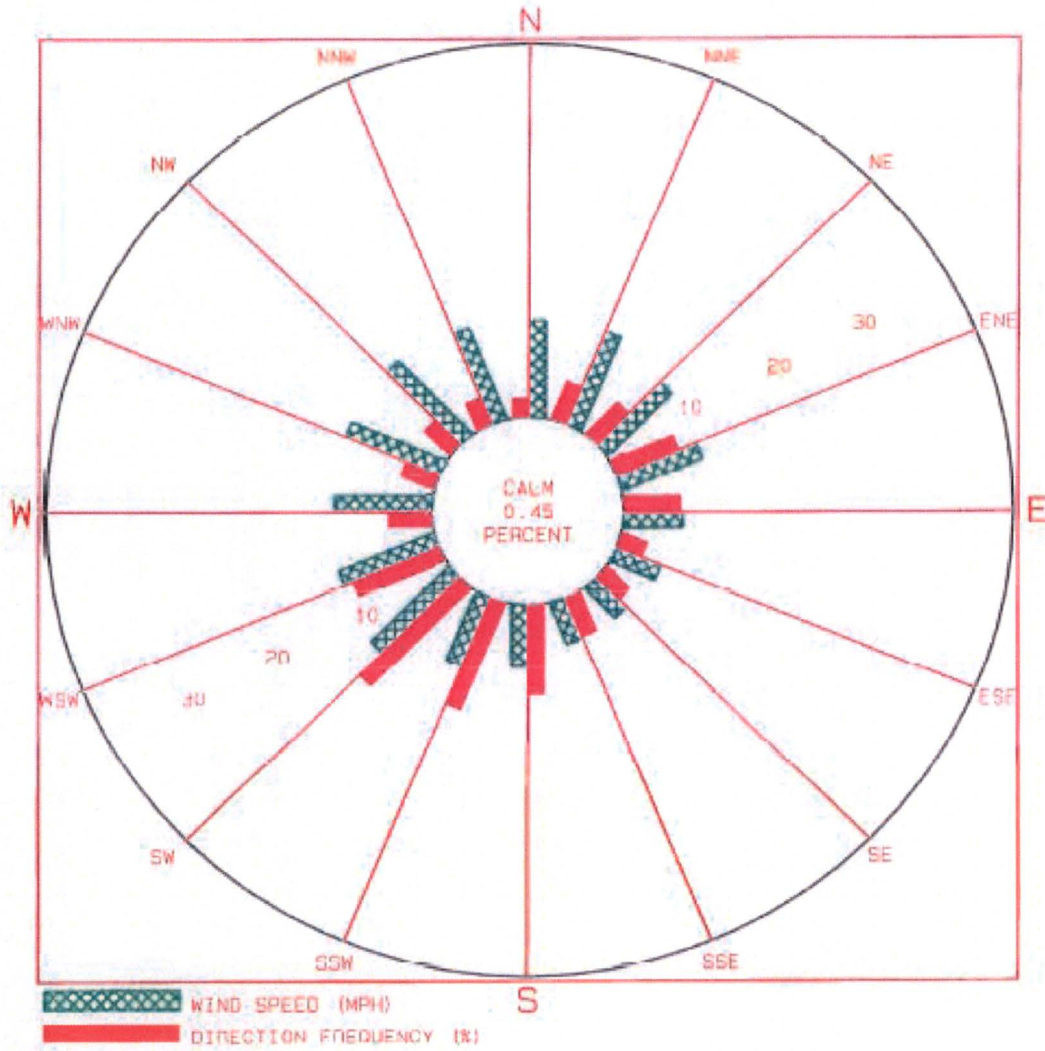 N
NNW
NNE
NW
NE
WNW
30
ENE
20
10
CALM
0.45
PERCENT
W
E
10
20
30
WSW
ESE
SW
SE
SSW
SSE
S
WIND SPEED (MPH)
DIRECTION FREQUENCY (%)